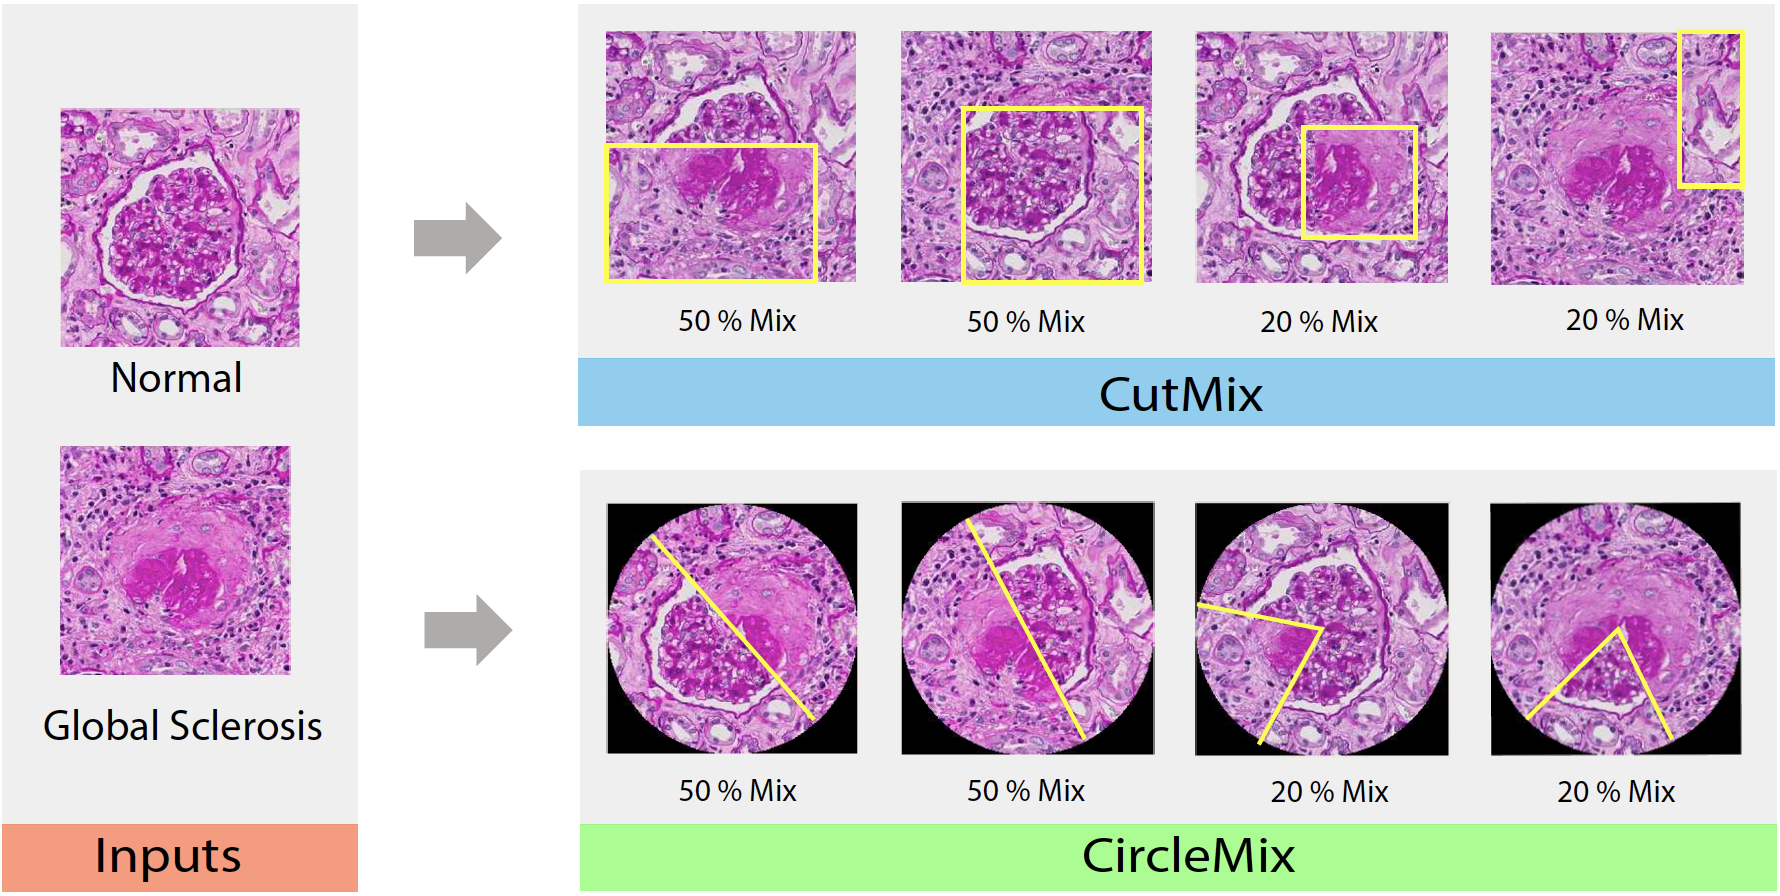 Normal
Global Sclerosis
Inputs
50 % Mix
50 % Mix
20 % Mix
20 % Mix
CutMix
50 % Mix
50 % Mix
20 % Mix
20 % Mix
CircleMix